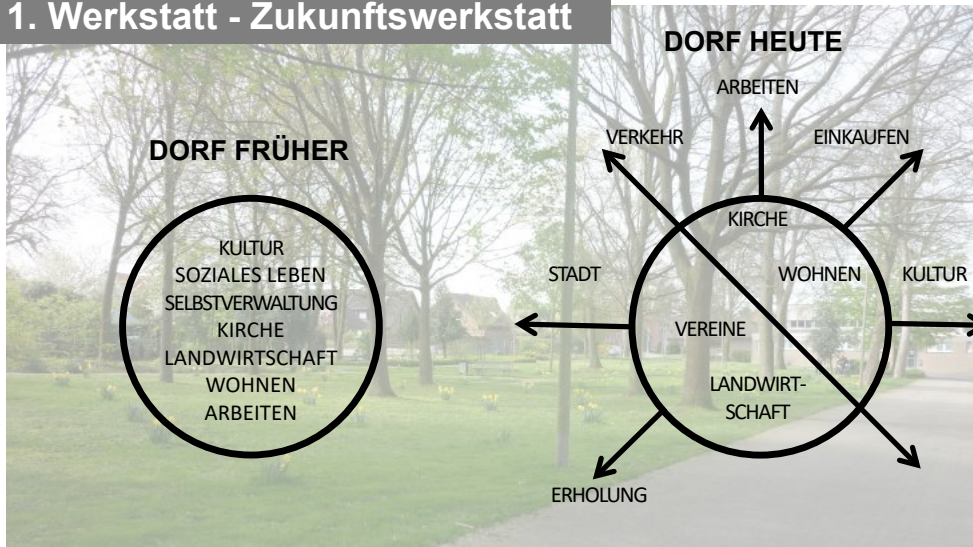 1. Werkstatt - Zukunftswerkstatt
DORF FRÜHER
KULTUR
SOZIALES LEBEN
SELBSTVERWALTUNG
KIRCHE
LANDWIRTSCHAFT
WOHNEN
ARBEITEN
DORF HEUTE
ARBEITEN
VERKEHR
EINKAUFEN
KIRCHE
STADT
WOHNEN
KULTUR
VEREINE
LANDWIRT-
SCHAFT
ERHOLUNG